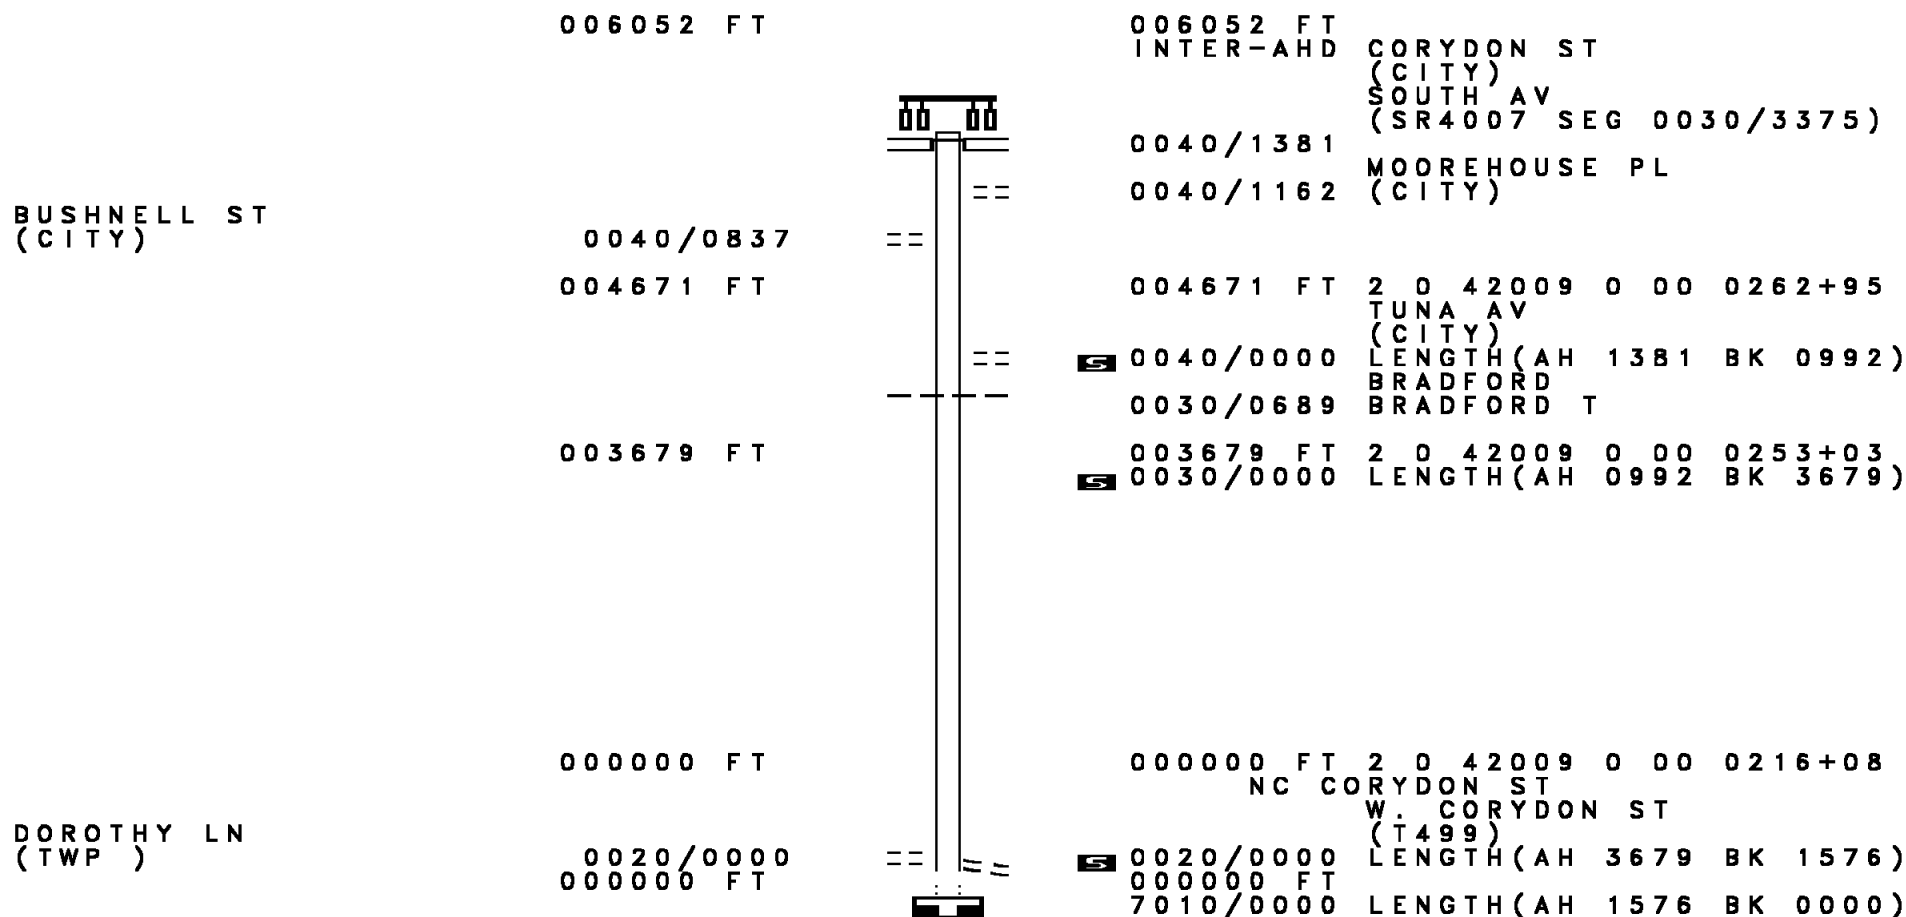 006052 FT 006052 FT
INTER-AHD CORYDON ST
(CITY)
SOUTH AV
(SR4007 SEG 0030/3375)
0040/1381
MOOREHOUSE PL
0040/1162 (CITY)
BUSHNELL ST
(CITY) 0040/0837
004671 FT 004671 FT 2 0 42009 0 00 0262+95
TUNA AV
(CITY)
S 0040/0000 LENGTH(AH 1381 BK 0992)
BRADFORD
0030/0689 BRADFORD T
003679 FT 003679 FT 2 0 42009 0 00 0253+03
S 0030/0000 LENGTH(AH 0992 BK 3679)
000000 FT 000000 FT 2 0 42009 0 00 0216+08
NC CORYDON ST
W. CORYDON ST
DOROTHY LN (T499)
(TWP ) 0020/0000 S 0020/0000 LENGTH(AH 3679 BK 1576)
000000 FT 000000 FT
7010/0000 LENGTH(AH 1576 BK 0000)